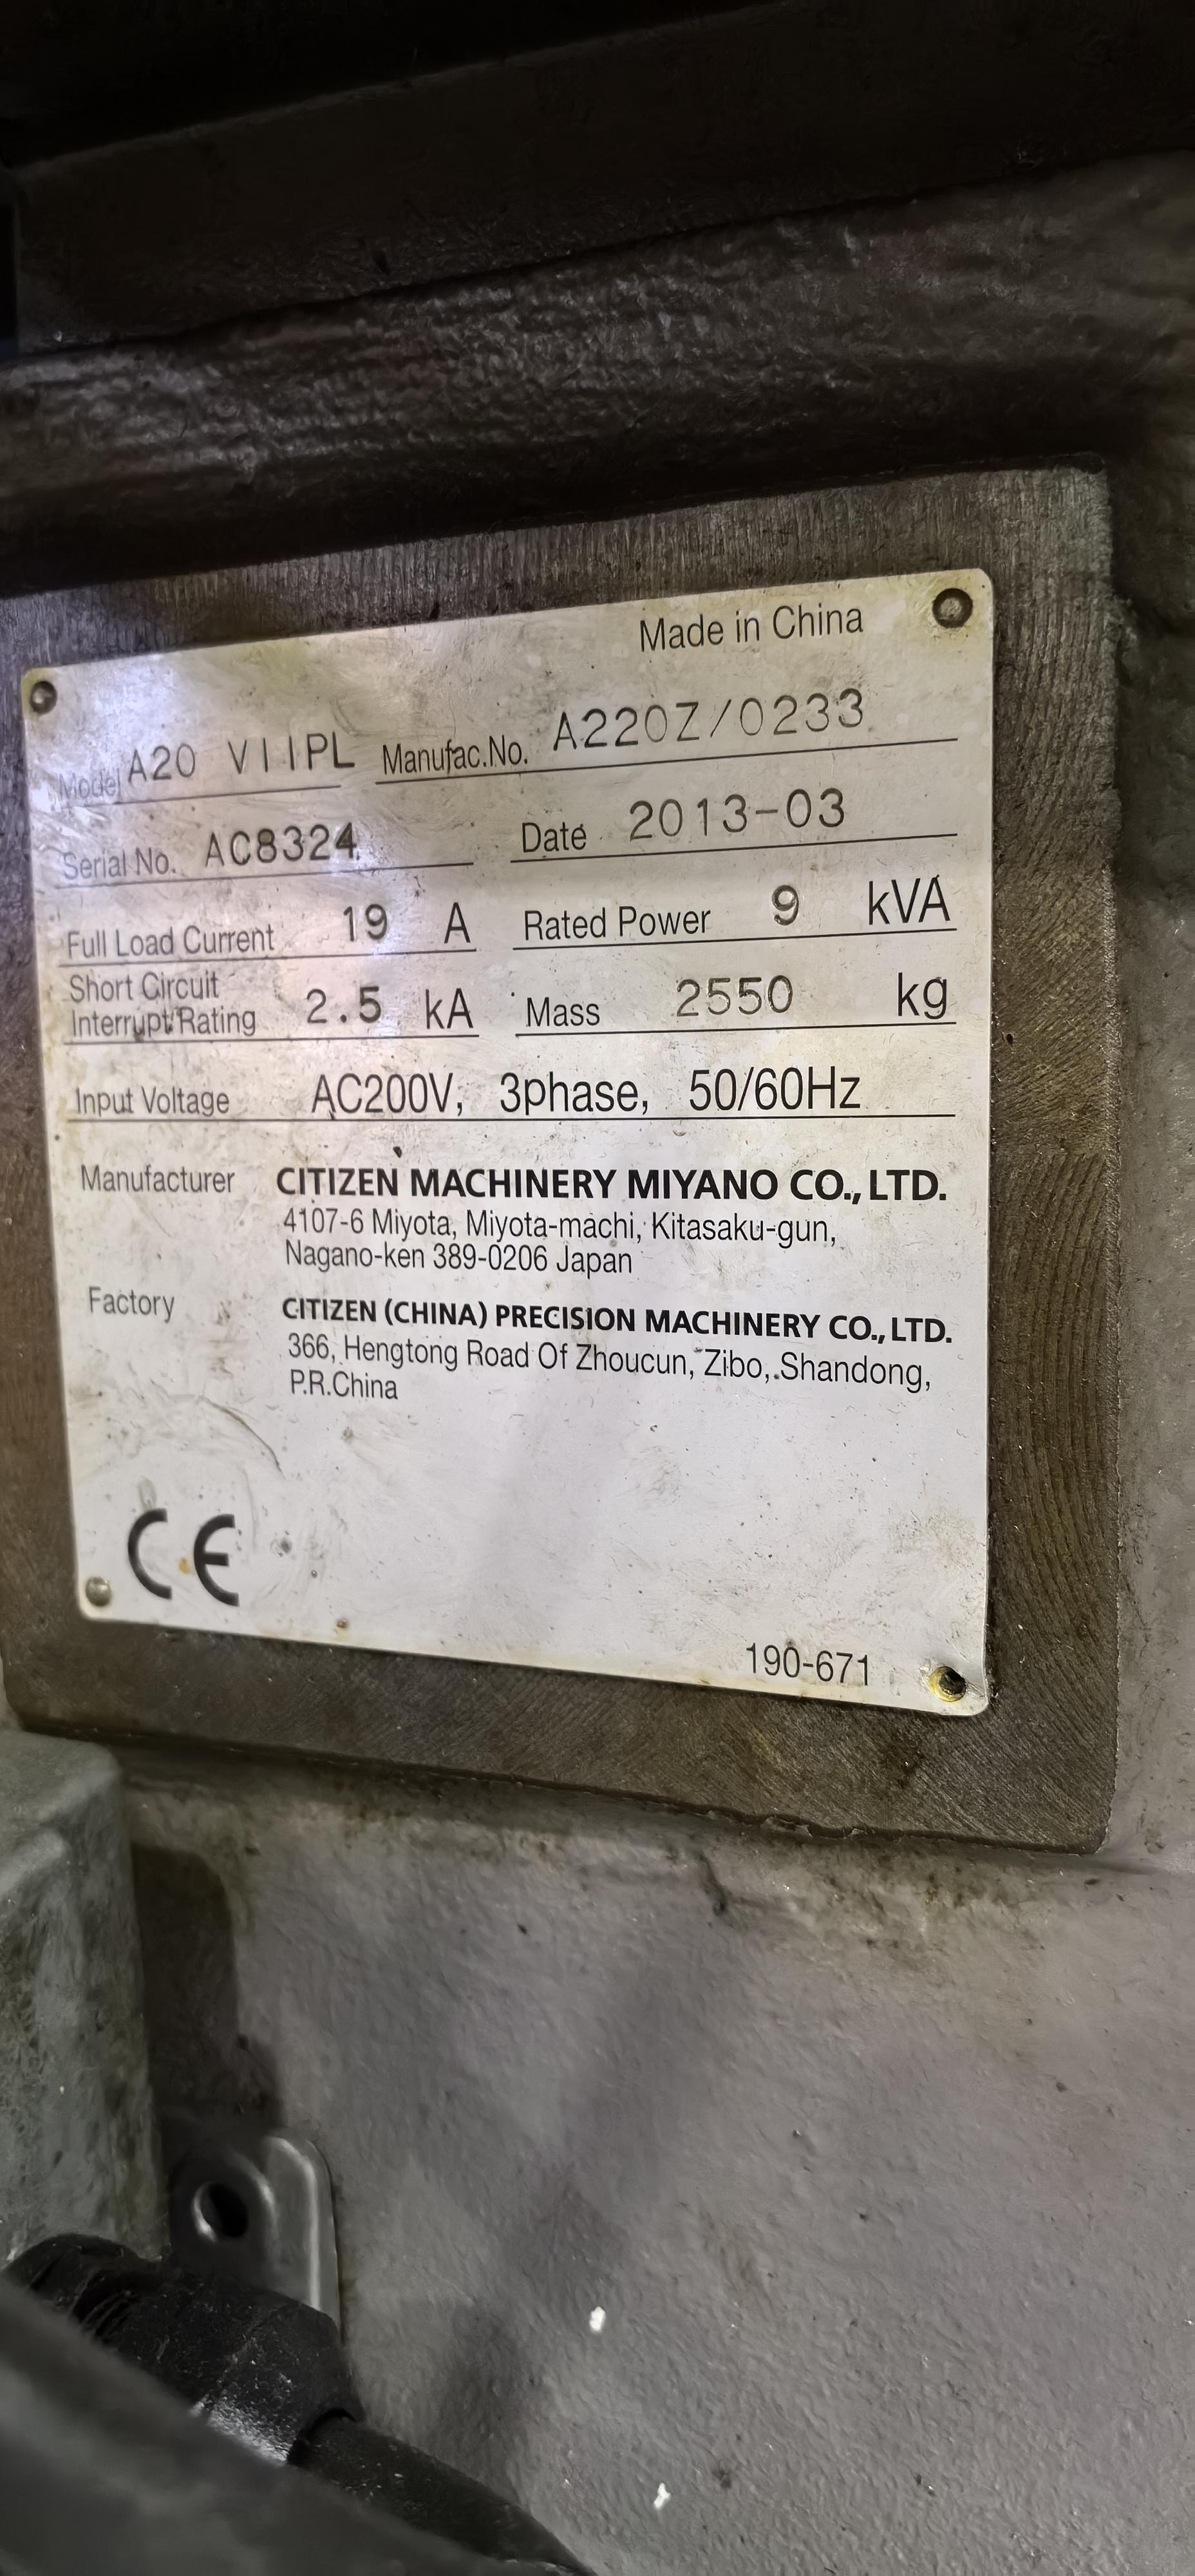 Made in China
Model A20 VIIPL Manufac.No. A220Z/0233
Serial No. AC8324 Date 2013-03
Full Load Current 19 A Rated Power 9 kVA
Short Circuit
Interrupt Rating 2.5 kA Mass 2550 kg
Input Voltage AC200V, 3phase, 50/60Hz
Manufacturer CITIZEN MACHINERY MIYANO CO., LTD.
4107-6 Miyota, Miyota-machi, Kitasaku-gun,
Nagano-ken 389-0206 Japan
Factory CITIZEN (CHINA) PRECISION MACHINERY CO., LTD.
366, Hengtong Road Of Zhoucun, Zibo, Shandong,
P.R.China
CE
190-671